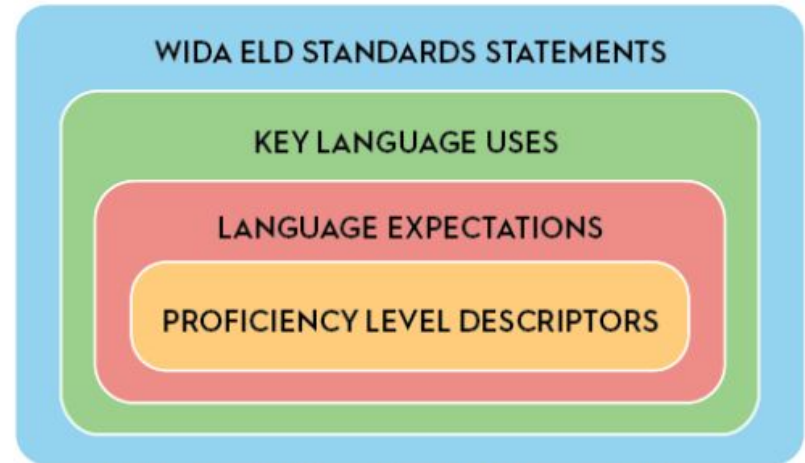 WIDA ELD STANDARDS STATEMENTS
KEY LANGUAGE USES
LANGUAGE EXPECTATIONS
PROFICIENCY LEVEL DESCRIPTORS